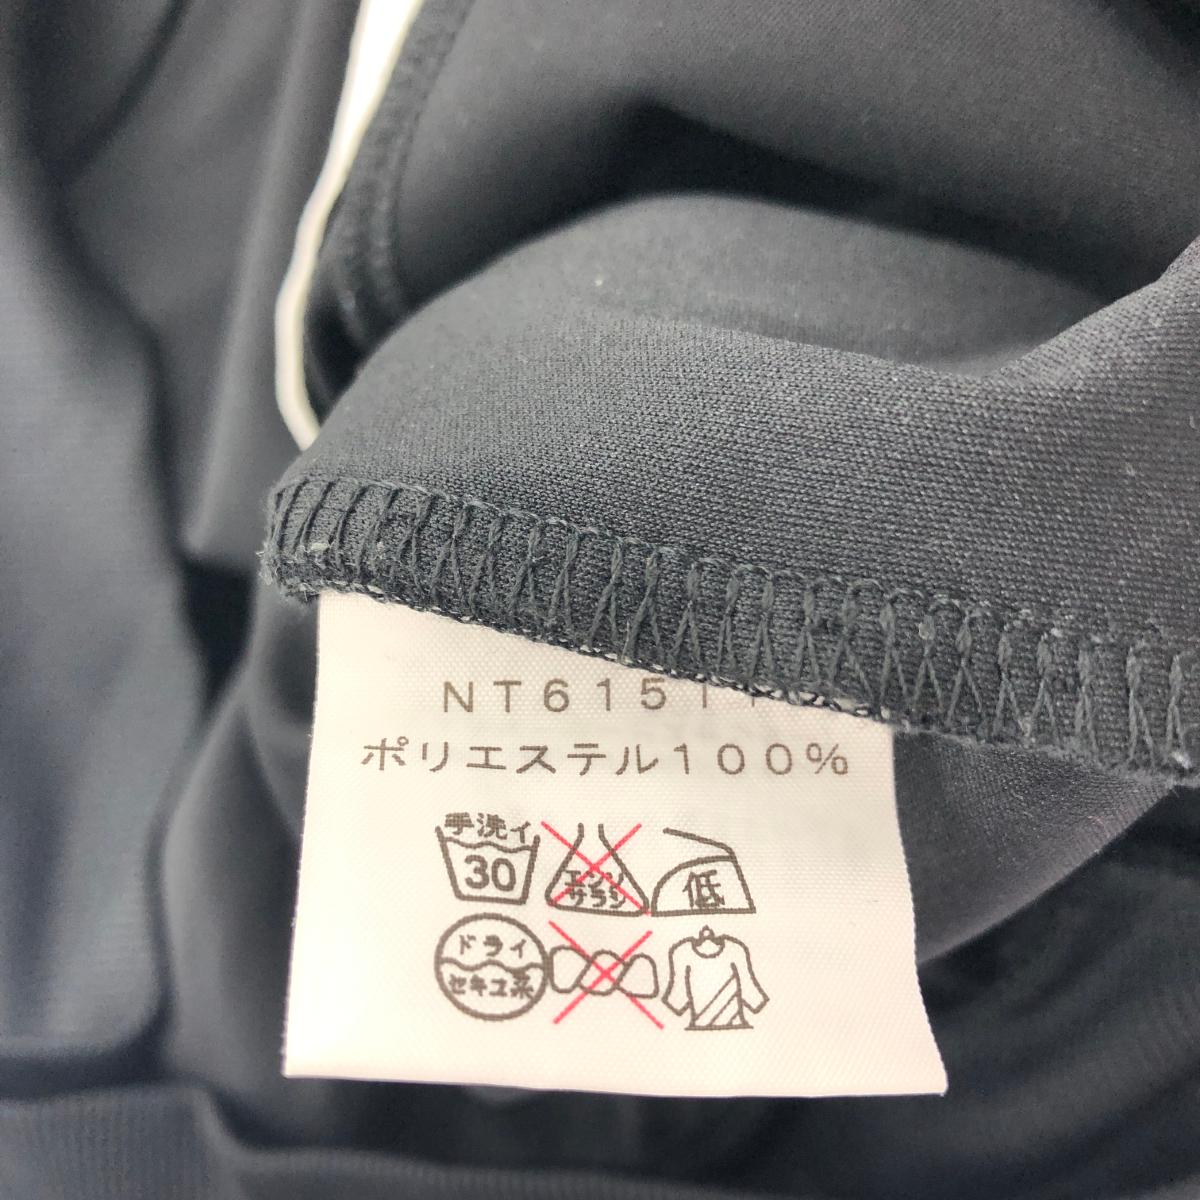 NT6151
ポリエステル100%
手洗イ
30
エンソ
サラシ
低
ドライ
セキユ系